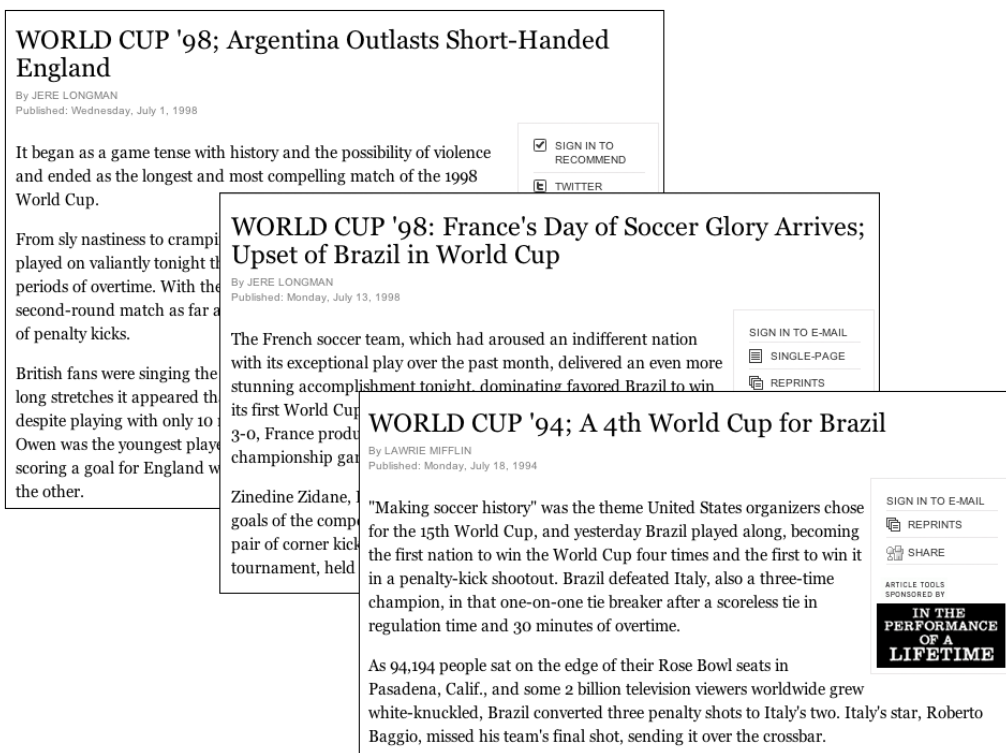 WORLD CUP '98; Argentina Outlasts Short-Handed
England
By JERE LONGMAN
Published: Wednesday, July 1, 1998
It began as a game tense with history and the possibility of violence
and ended as the longest and most compelling match of the 1998
World Cup.
From sly nastiness to
played on valiantly tonight
periods of overtime. With the
second-round match as far
of penalty kicks.
British fans were singing the
long stretches it appeared
despite playing with only 10
Owen was the youngest
scoring a goal for England
the other.
SIGN IN TO
RECOMMEND
TWITTER
WORLD CUP '98: France's Day of Soccer Glory Arrives;
Upset of Brazil in World Cup
By JERE LONGMAN
Published: Monday, July 13, 1998
The French soccer team, which had aroused an indifferent nation
with its exceptional play over the past month, delivered an even more
stunning accomplishment tonight, dominating favored Brazil to win
its first World Cup
3-0, France
championship
Zinedine Zidane,
goals of the
pair of corner
tournament, held
SIGN IN TO E-MAIL
SINGLE-PAGE
REPRINTS
WORLD CUP '94; A 4th World Cup for Brazil
By LAWRIE MIFFLIN
Published: Monday, July 18, 1994
"Making soccer history" was the theme United States organizers chose
for the 15th World Cup, and yesterday Brazil played along, becoming
the first nation to win the World Cup four times and the first to win it
in a penalty-kick shootout. Brazil defeated Italy, also a three-time
champion, in that one-on-one tie breaker after a scoreless tie in
regulation time and 30 minutes of overtime.
As 94,194 people sat on the edge of their Rose Bowl seats in
Pasadena, Calif., and some 2 billion television viewers worldwide grew
white-knuckled, Brazil converted three penalty shots to Italy's two. Italy's star, Roberto
Baggio, missed his team's final shot, sending it over the crossbar.
SIGN IN TO E-MAIL
REPRINTS
SHARE
ARTICLE TOOLS
SPONSORED BY
IN THE
PERFORMANCE
OF A
LIFETIME